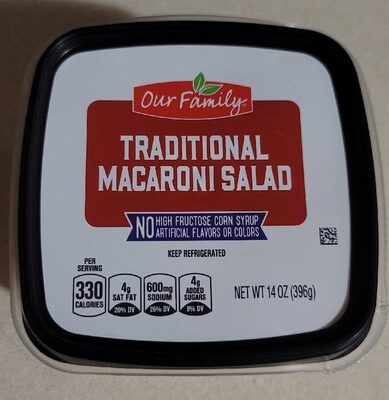 Our Family
TRADITIONAL
MACARONI SALAD
NO HIGH FRUCTOSE CORN SYRUP
ARTIFICIAL FLAVORS OR COLORS
KEEP REFRIGERATED
PER
SERVING
330
CALORIES
4g
SAT FAT
20% DV
600mg
SODIUM
26% DV
4g
ADDED
SUGARS
8% DV
NET WT 14 OZ (396g)